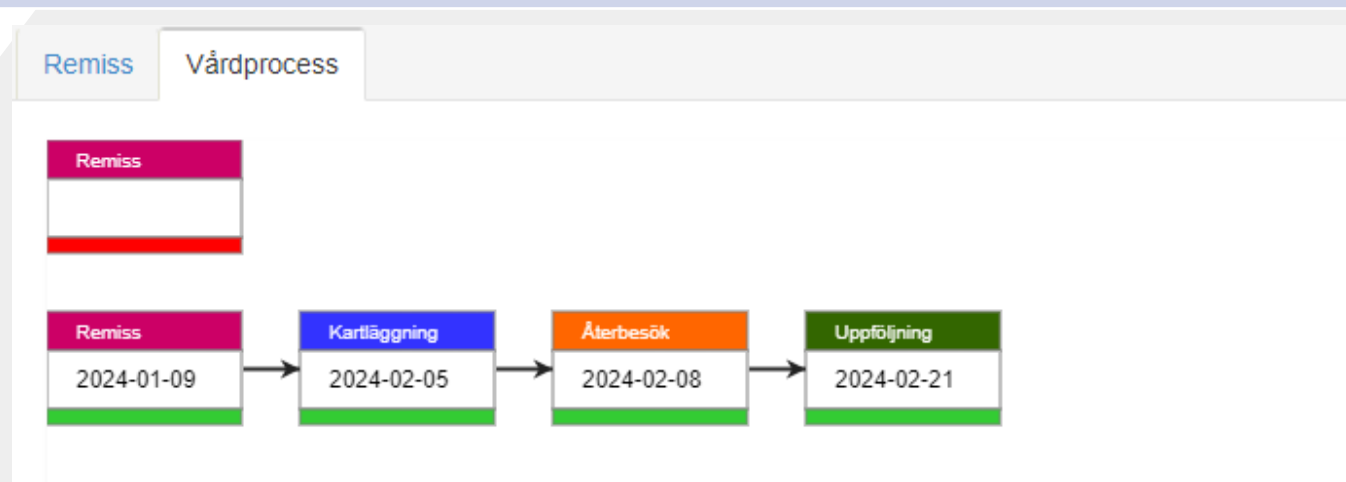 Remiss Vårdprocess
Remiss
Remiss Kartläggning Återbesök Uppföljning
2024-01-09 2024-02-05 2024-02-08 2024-02-21